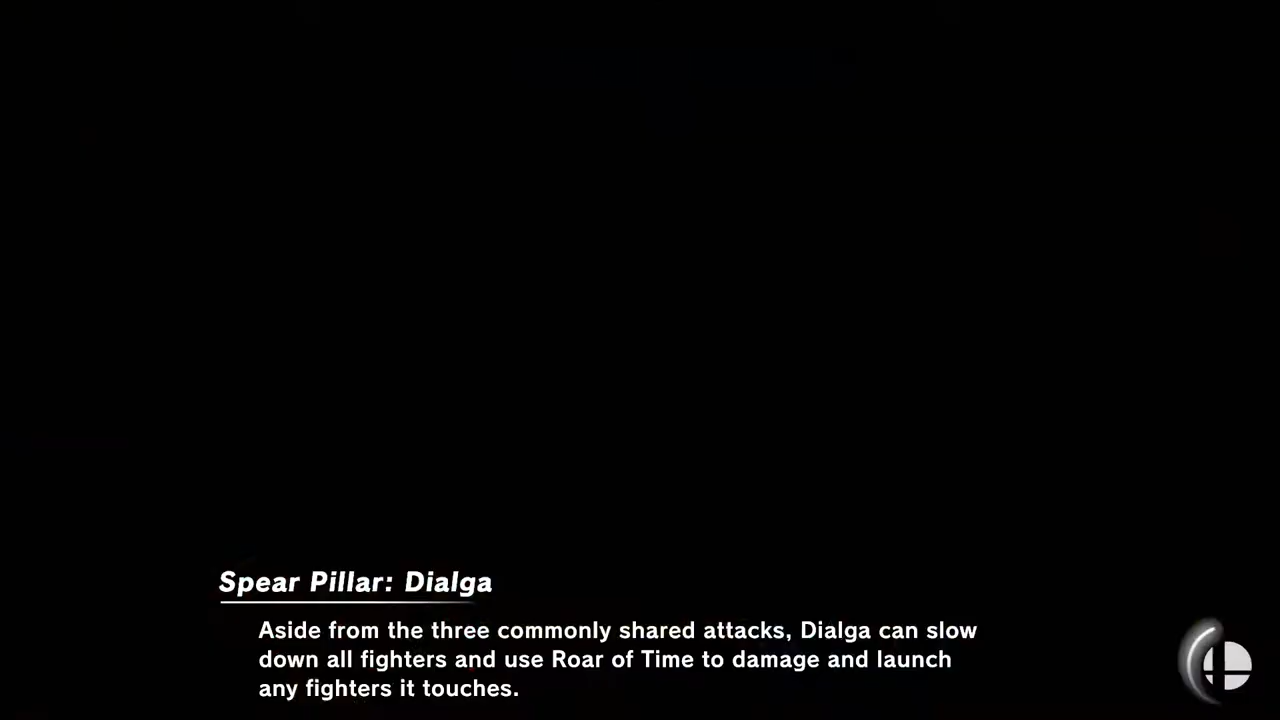 Spear Pillar: Dialga
Aside from the three commonly shared attacks, Dialga can slow
down all fighters and use Roar of Time to damage and launch
any fighters it touches.